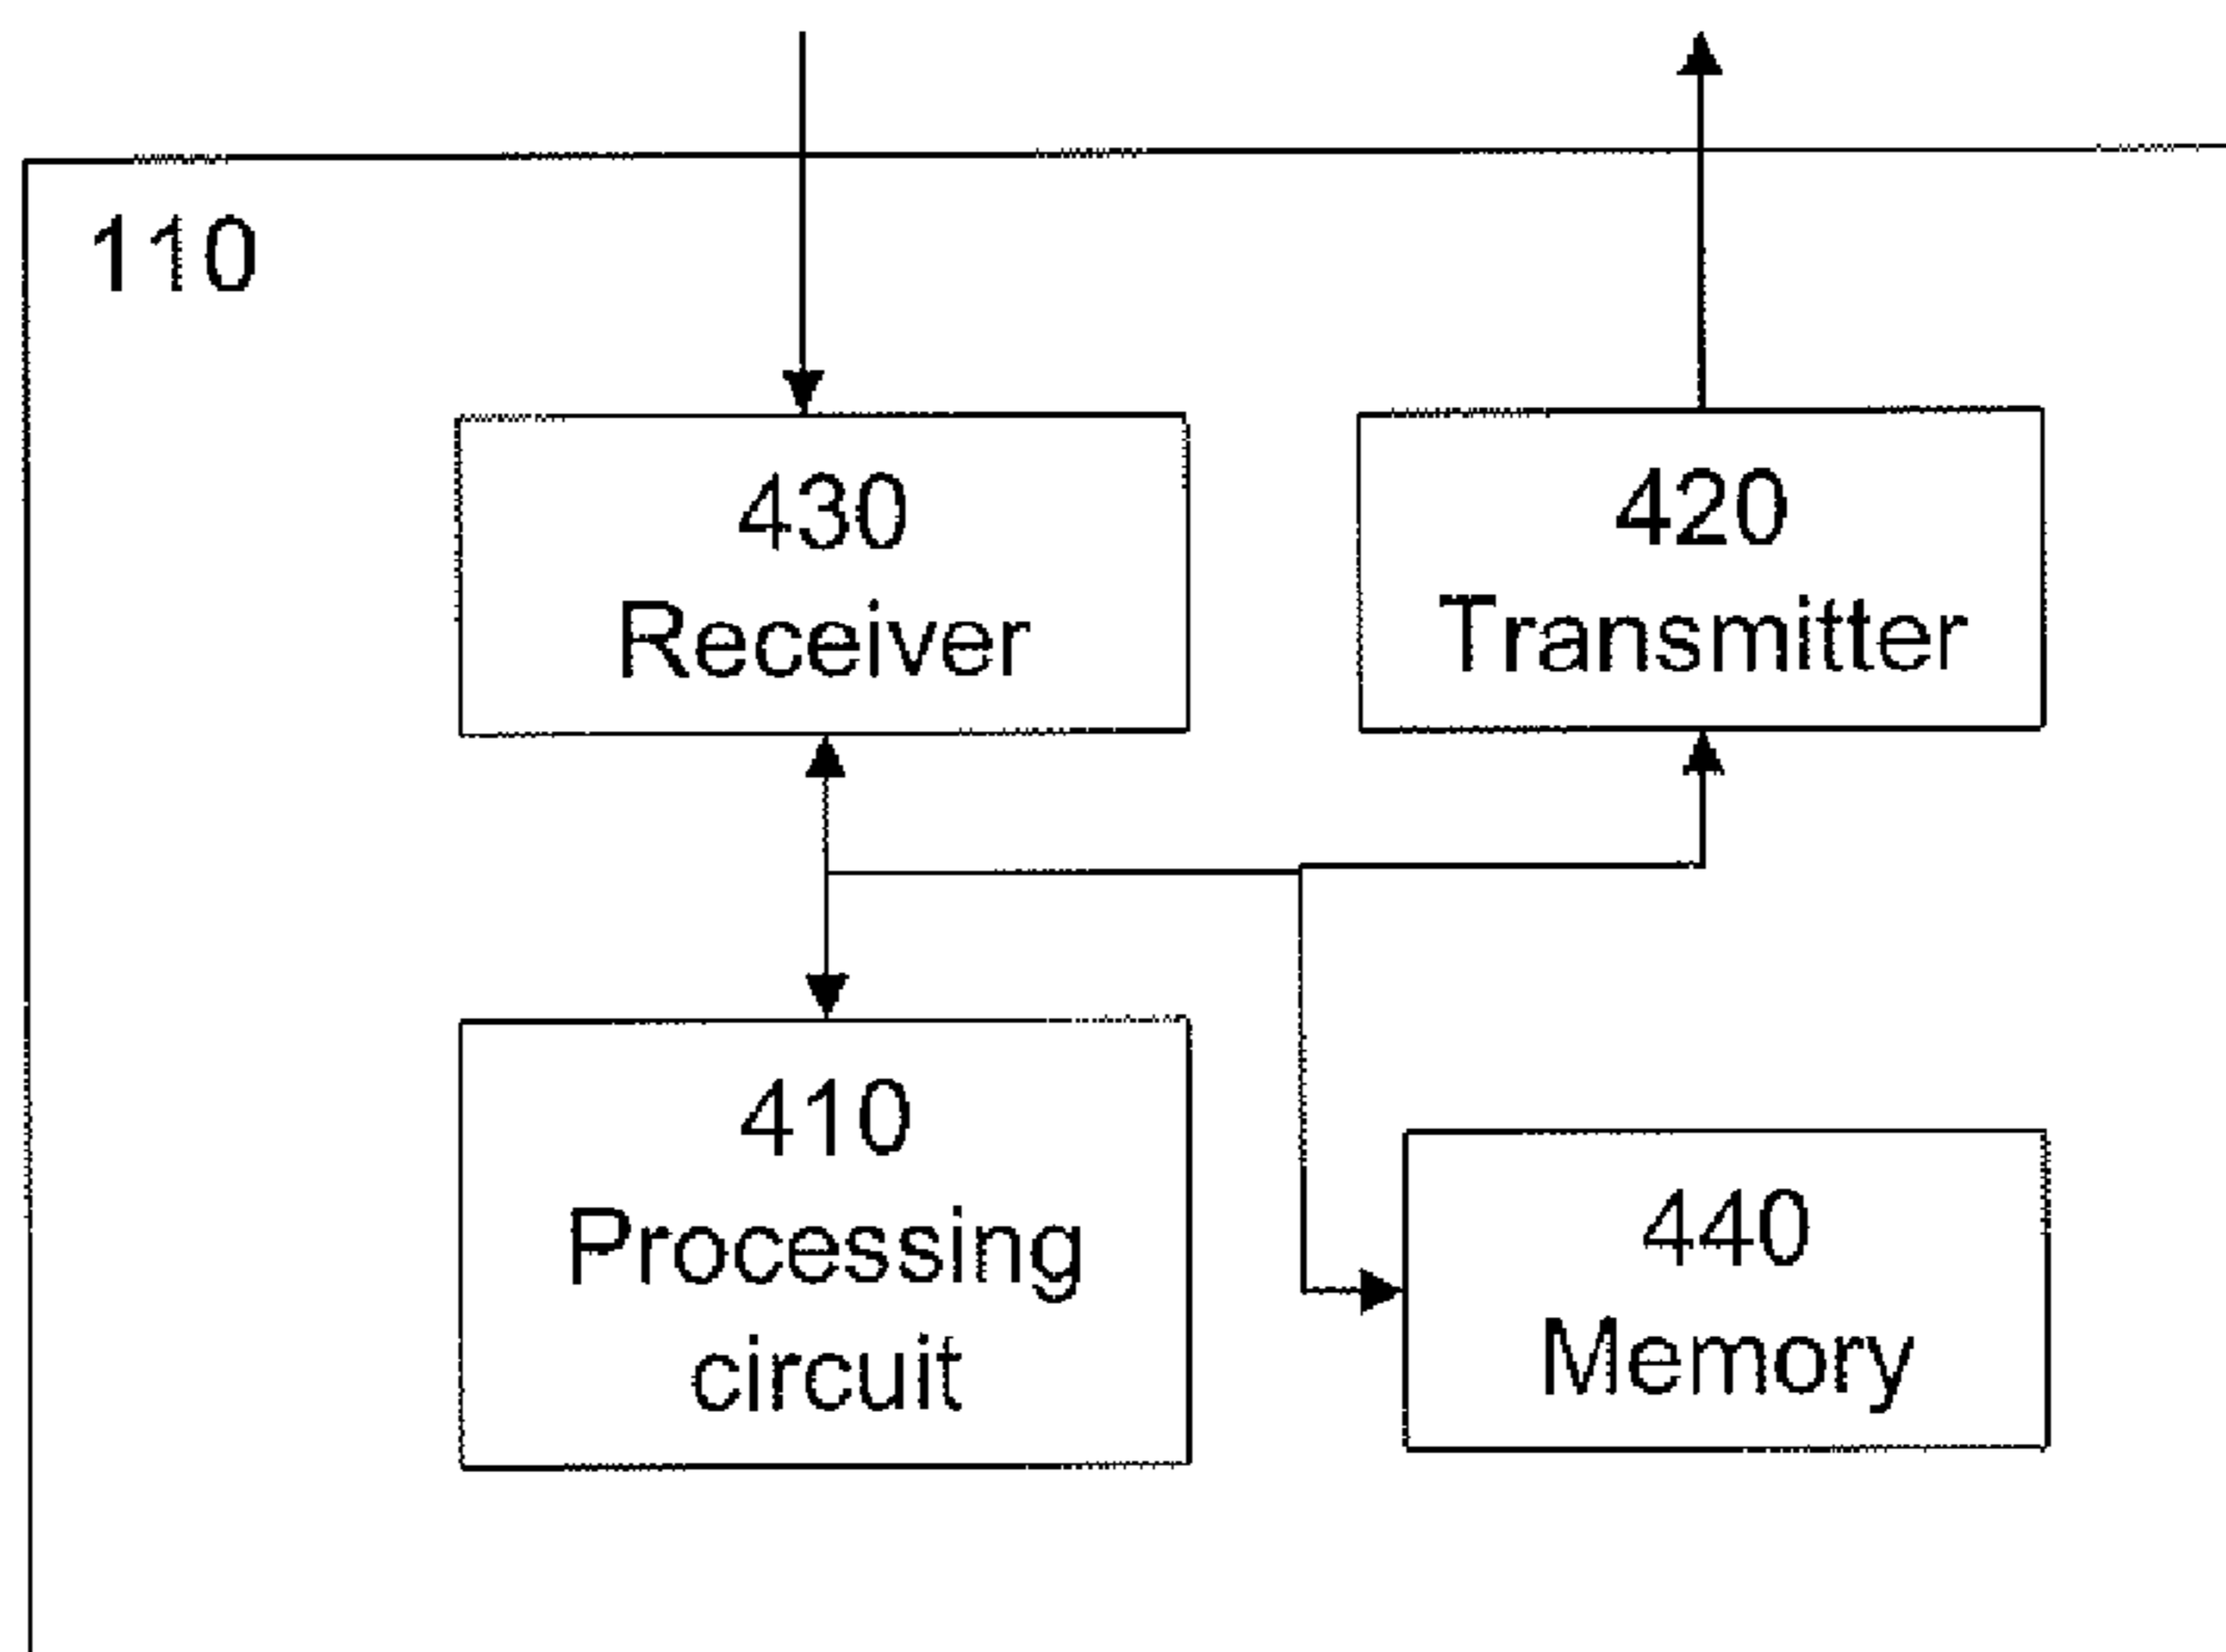 110
430
Receiver
420
Transmitter
410
Processing
circuit
440
Memory